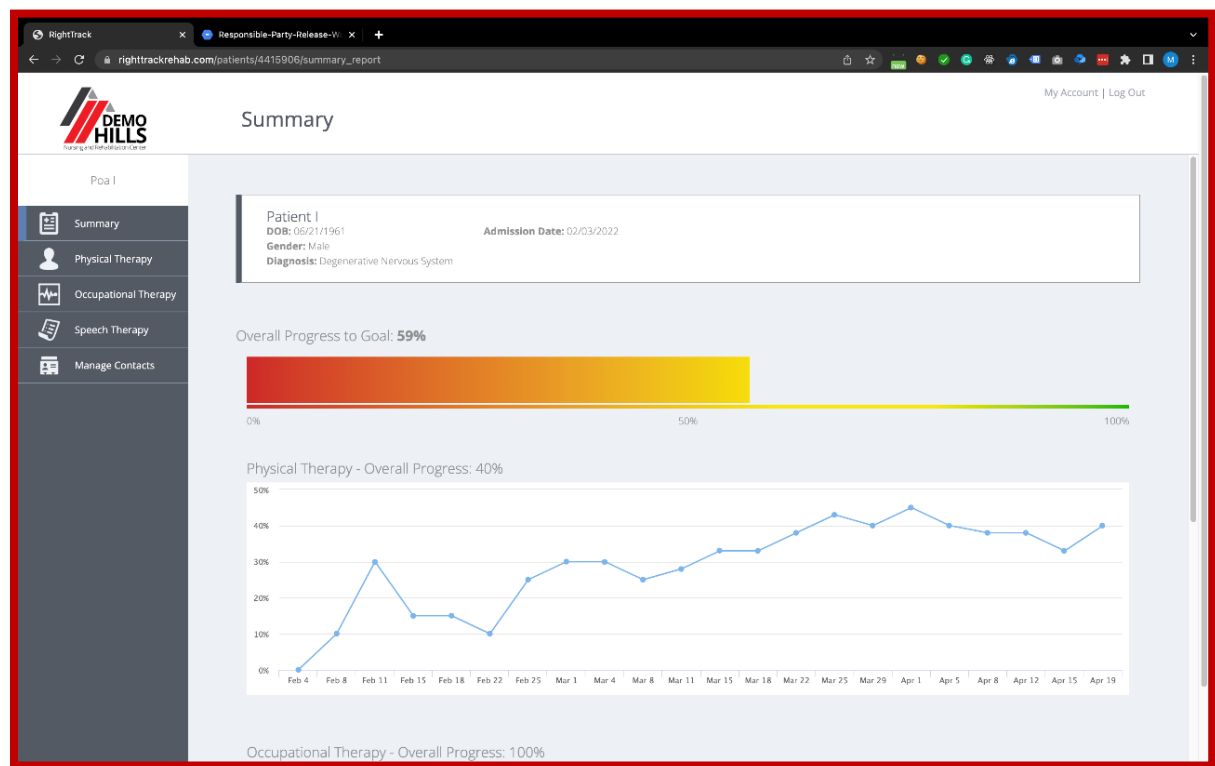 RightTrack
Responsible-Party-Release-W
righttrackrehab.com/patients/4415906/summary_report
new
M
My Account | Log Out
DEMO
HILLS
Nursing and Rehabilitation Center
Summary
Poa I
Summary
Physical Therapy
Occupational Therapy
Speech Therapy
Manage Contacts
Patient I
DOB: 06/21/1961 Admission Date: 02/03/2022
Gender: Male
Diagnosis: Degenerative Nervous System
Overall Progress to Goal: 59%
0% 50% 100%
Physical Therapy - Overall Progress: 40%
50%
40%
30%
20%
10%
0%
Feb 4 Feb 8 Feb 11 Feb 15 Feb 18 Feb 22 Feb 25 Mar 1 Mar 4 Mar 8 Mar 11 Mar 15 Mar 18 Mar 22 Mar 25 Mar 29 Apr 1 Apr 5 Apr 8 Apr 12 Apr 15 Apr 19
Occupational Therapy - Overall Progress: 100%